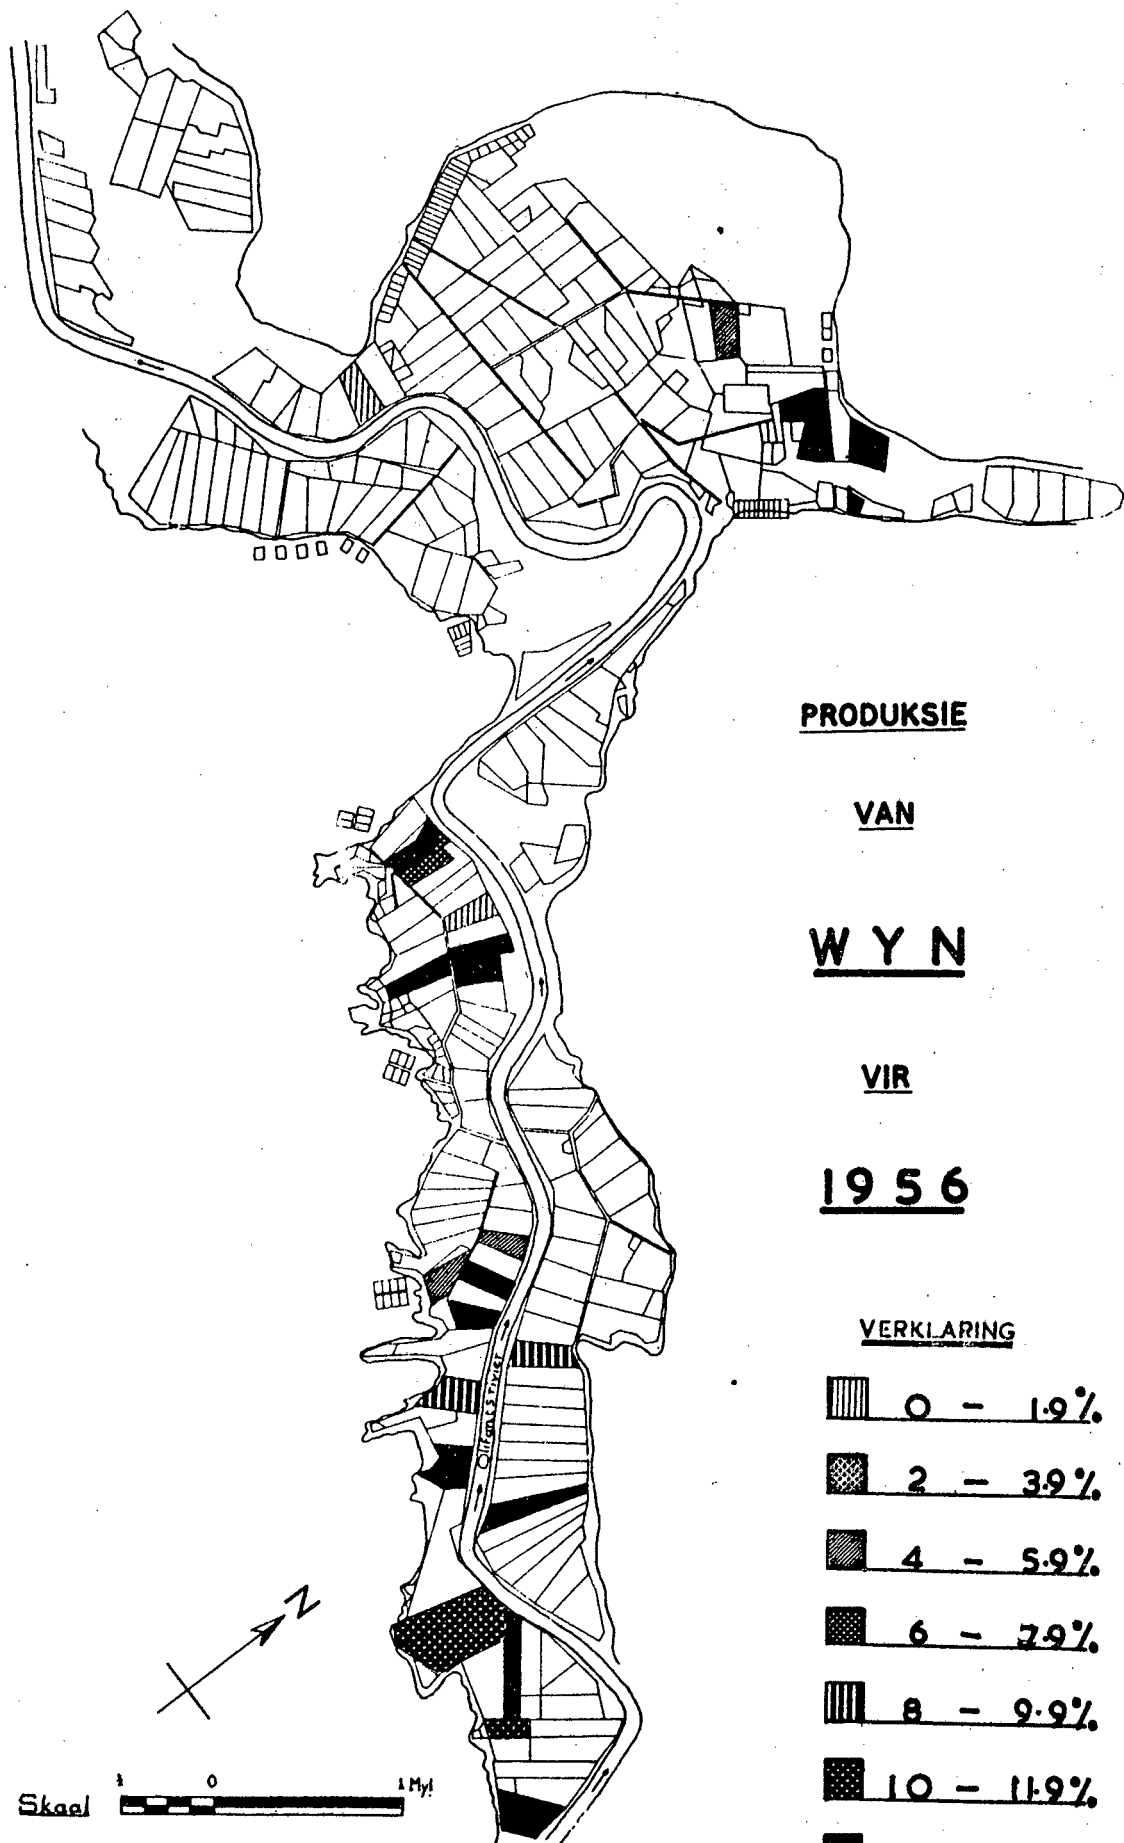 PRODUKSIE
VAN
WYN
VIR
1956
VERKLARING
0 - 1.9%
2 - 3.9%
4 - 5.9%
6 - 7.9%
8 - 9.9%
10 - 11.9%
Olifantsrivier
N
0 1 Myl
Skaal